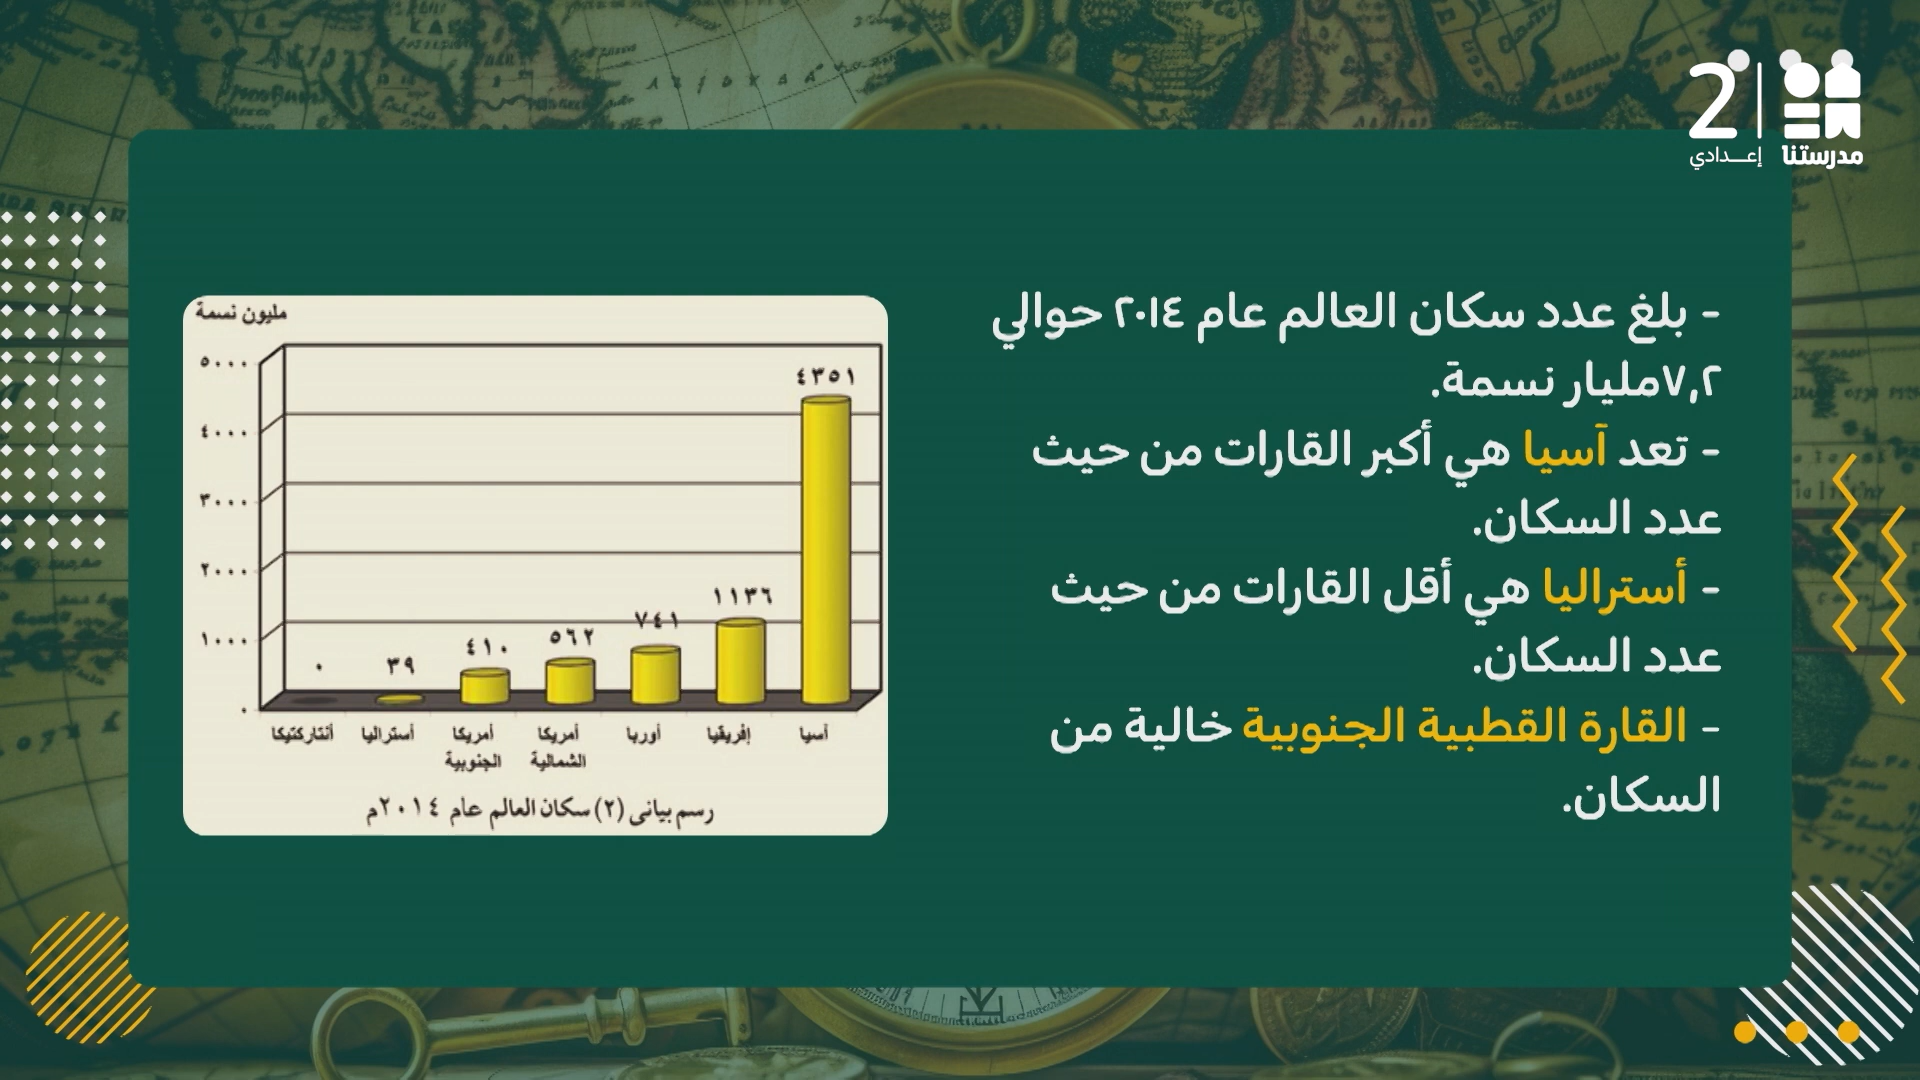 2
إعــدادي
مدرستنا
- بلغ عدد سكان العالم عام ٢٠١٤ حوالي
٧,٢مليار نسمة.
- تعد آسيا هي أكبر القارات من حيث
عدد السكان.
- أستراليا هي أقل القارات من حيث
عدد السكان.
- القارة القطبية الجنوبية خالية من
السكان.
مليون نسمة
٥٠٠٠
٤٠٠٠
٣٠٠٠
٢٠٠٠
١٠٠٠
٠
٤٣٥١
١١٣٦
٧٤١
٥٦٢
٤١٠
٣٩
٠
آسيا
إفريقيا
أوربا
أمريكا
الشمالية
أمريكا
الجنوبية
أستراليا
أنتاركتيكا
رسم بيانى (٢) سكان العالم عام ٢٠١٤م